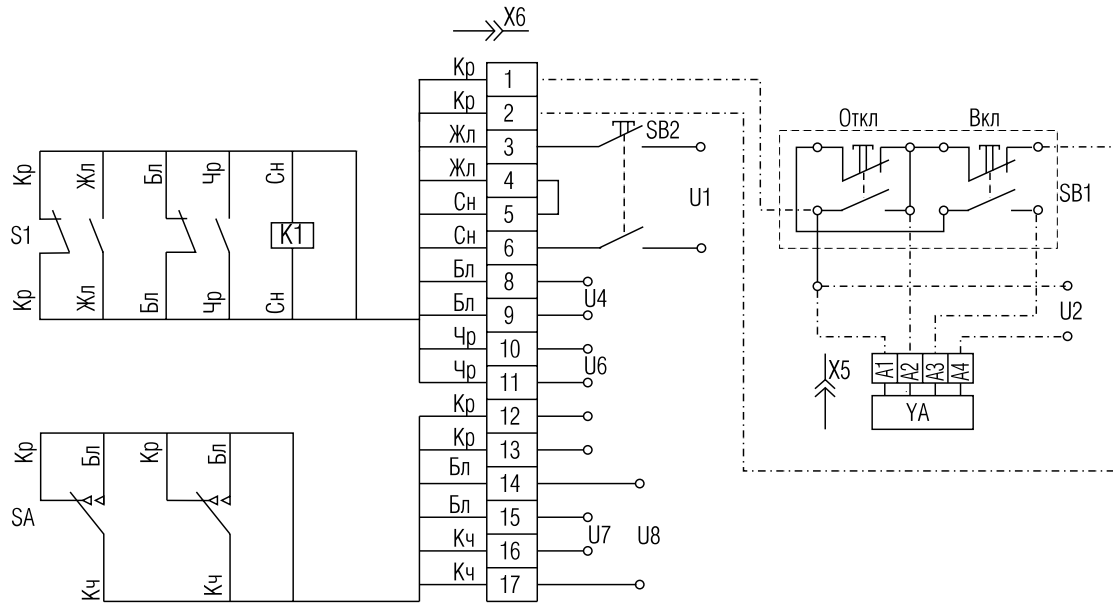 X6
Кр 1
Кр 2
Жл 3
Жл 4
Сн 5
Сн 6
Бл 8
Бл 9
Чр 10
Чр 11
Кр 12
Кр 13
Бл 14
Бл 15
Кч 16
Кч 17
SB2
U1
U4
U6
U7 U8
Откл Вкл
SB1
U2
X5
A1 A2 A3 A4
YA
Кр Жл Бл Чр Сн
S1
K1
Кр Жл Бл Чр Сн
Кр Бл Кр Бл
SA
Кч Кч